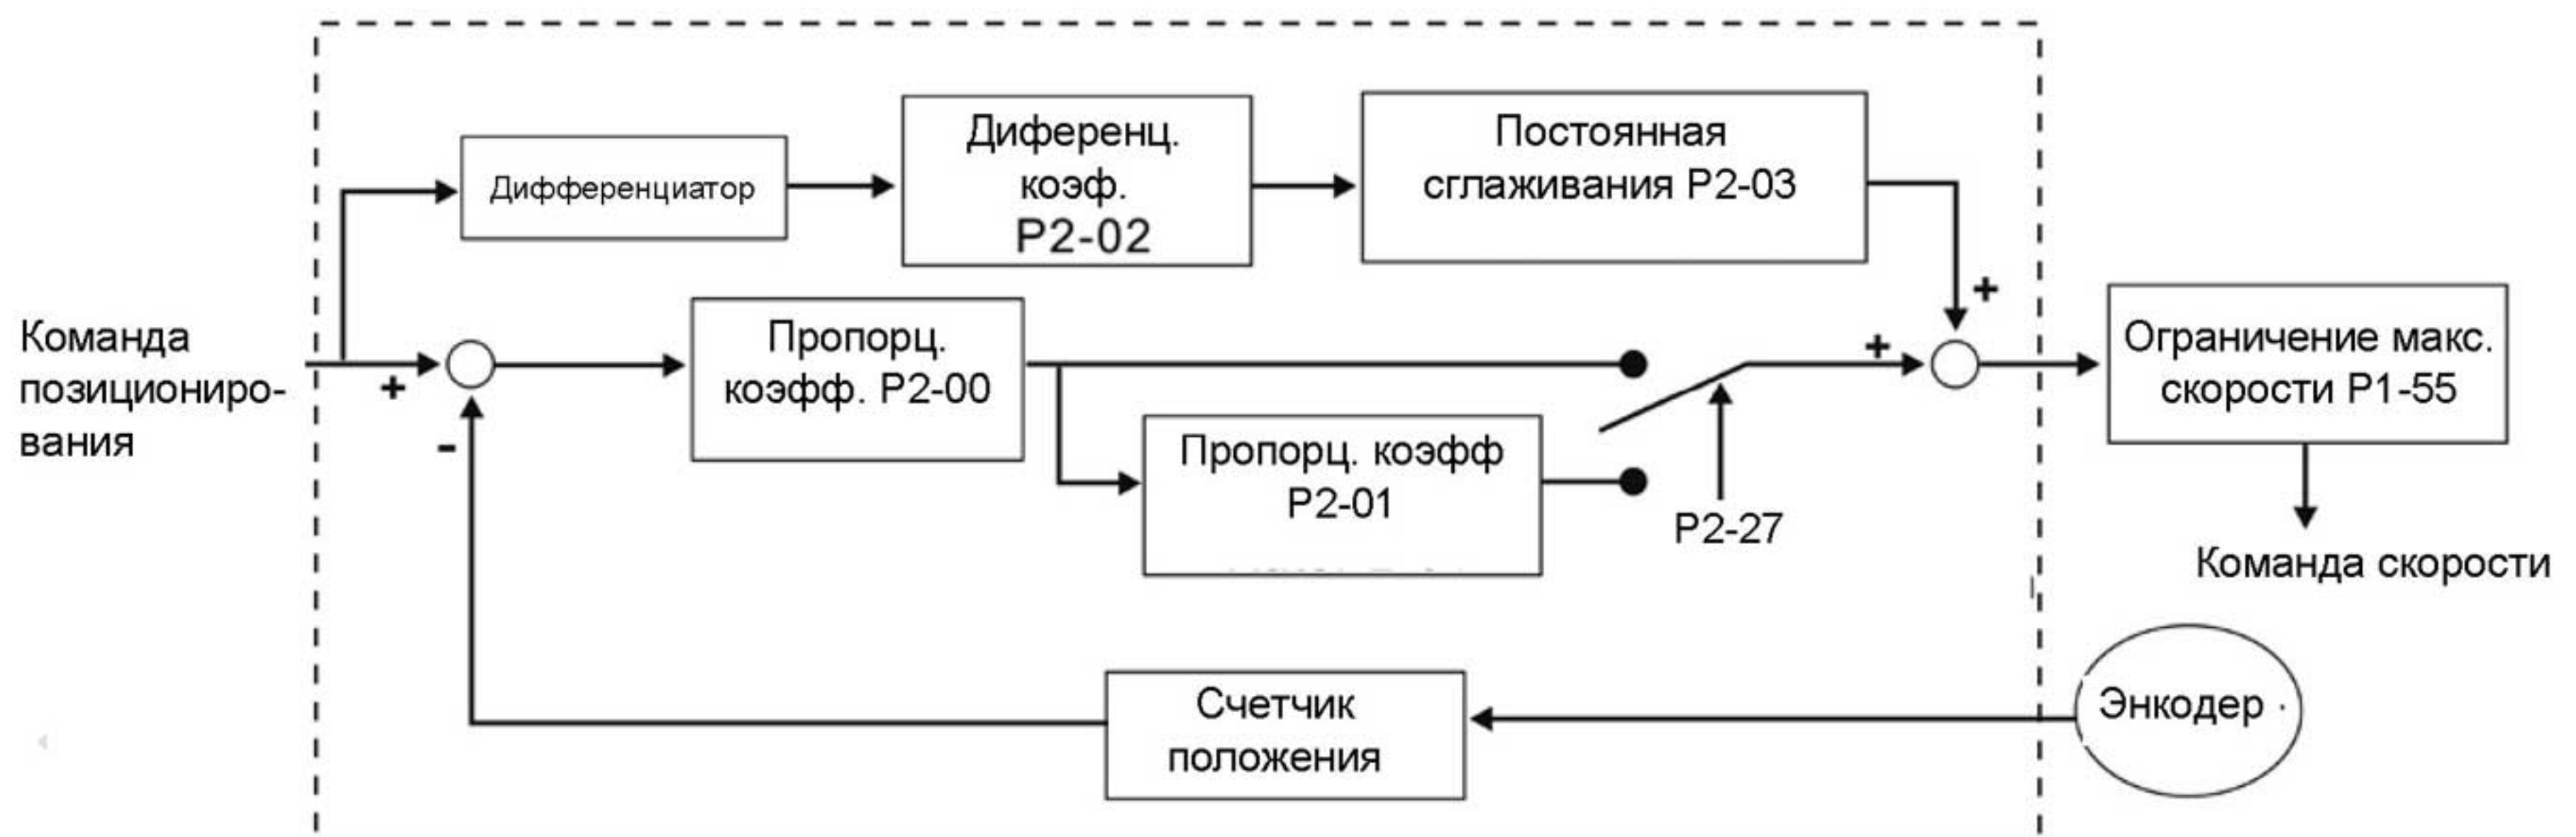 Дифференциатор
Диференц.
коэф.
P2-02
Постоянная
сглаживания P2-03
+
Команда
позициониро-
вания
+
-
Пропорц.
коэфф. P2-00
Пропорц. коэфф
P2-01
P2-27
+
Ограничение макс.
скорости P1-55
Команда скорости
Счетчик
положения
Энкодер